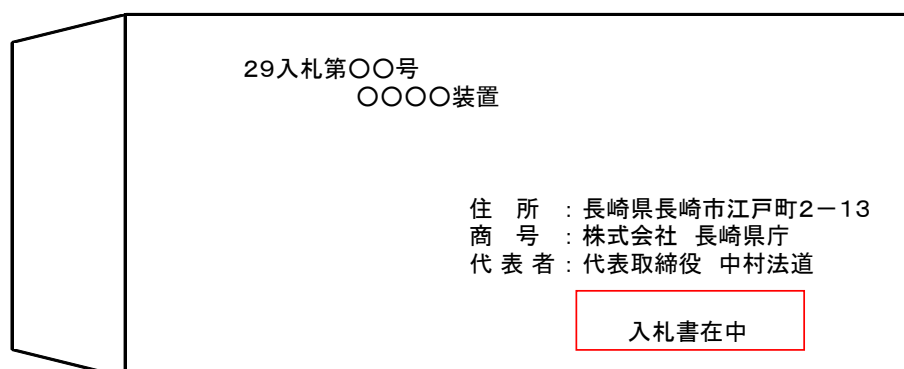 29入札第〇〇号
〇〇〇〇装置
住　所　：長崎県長崎市江戸町2－13
商　号　：株式会社　長崎県庁
代表者：代表取締役　中村法道
入札書在中